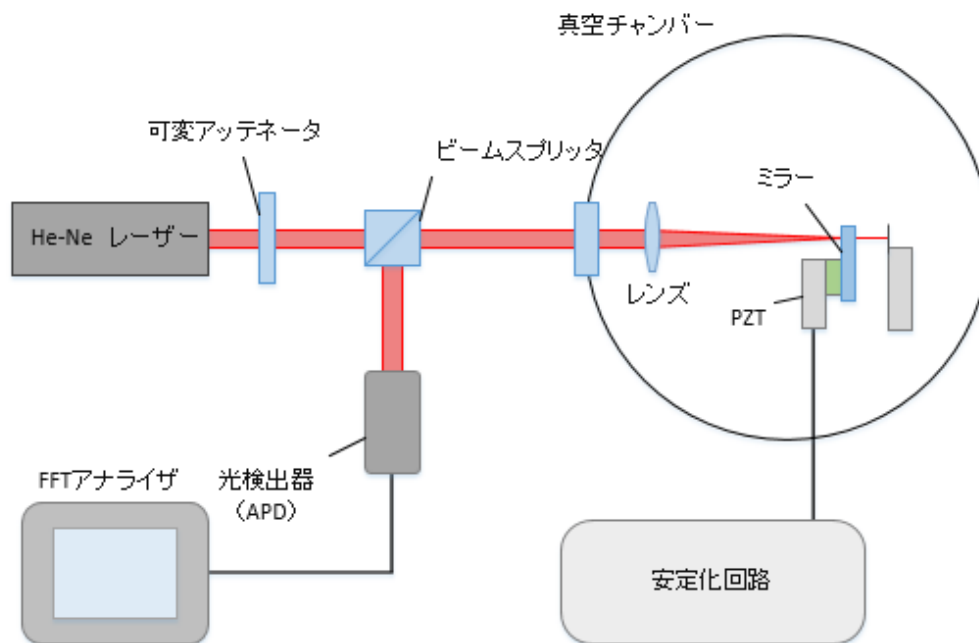 真空チャンバー
可変アッテネータ
ビームスプリッタ
ミラー
He-Ne レーザー
レンズ
PZT
FFTアナライザ
光検出器
（APD）
安定化回路